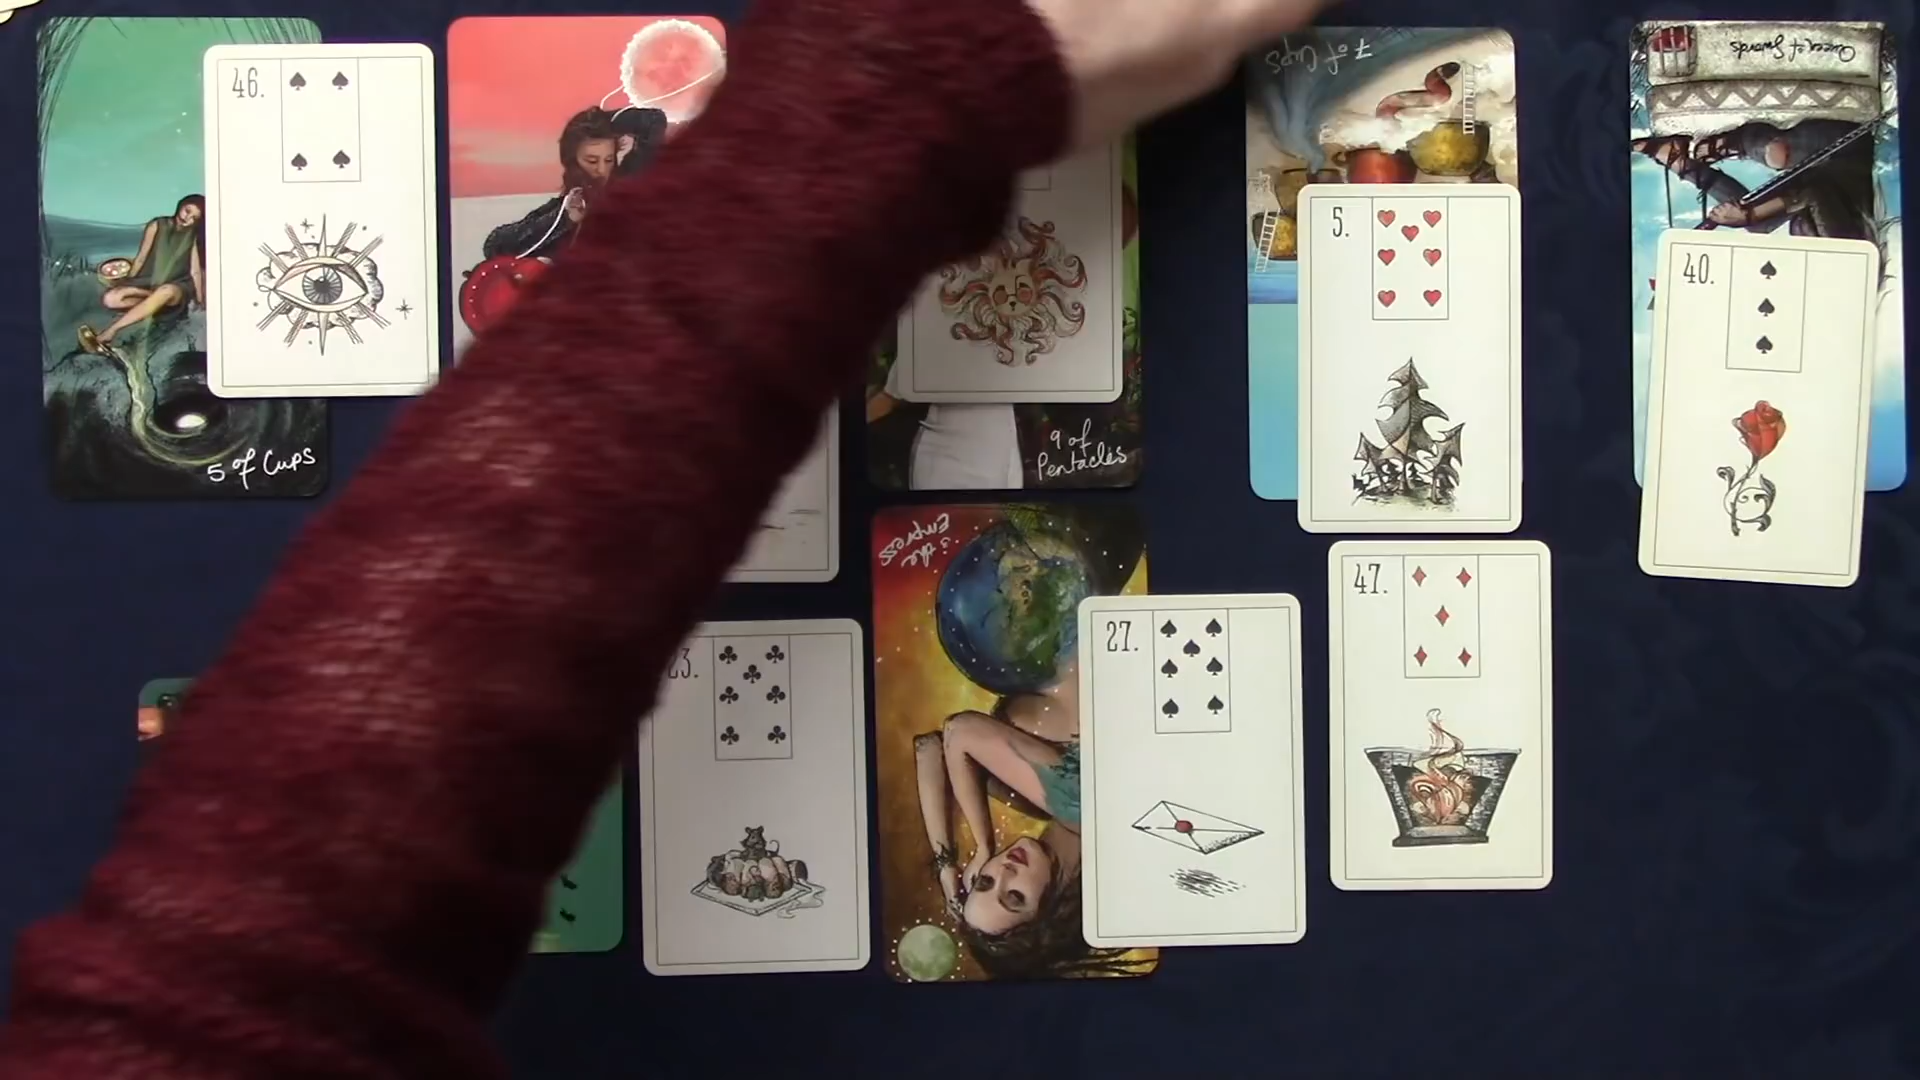 46.
5 of Cups
9 of
Pentacles
7 of Cups
5.
Queen of Swords
40.
3: the
Empress
23.
27.
47.